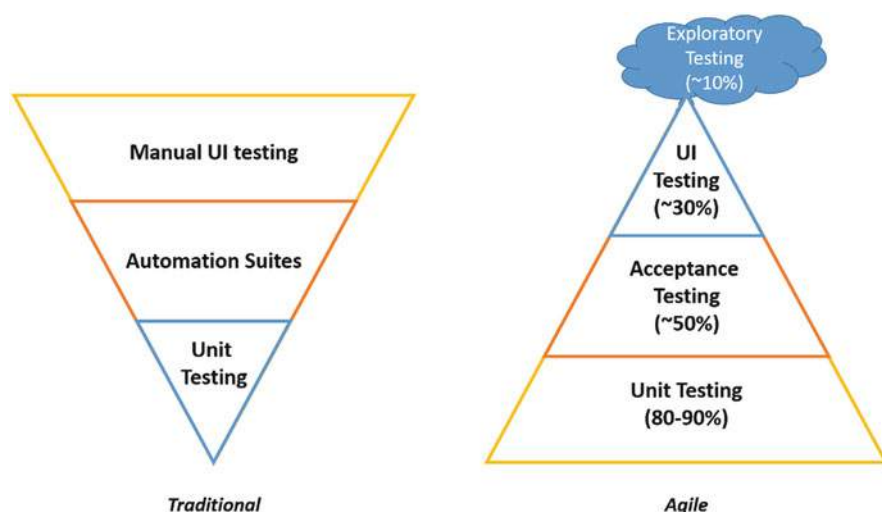 Manual UI testing
Automation Suites
Unit
Testing
Traditional
Exploratory
Testing
(~10%)
UI
Testing
(~30%)
Acceptance
Testing
(~50%)
Unit Testing
(80-90%)
Agile